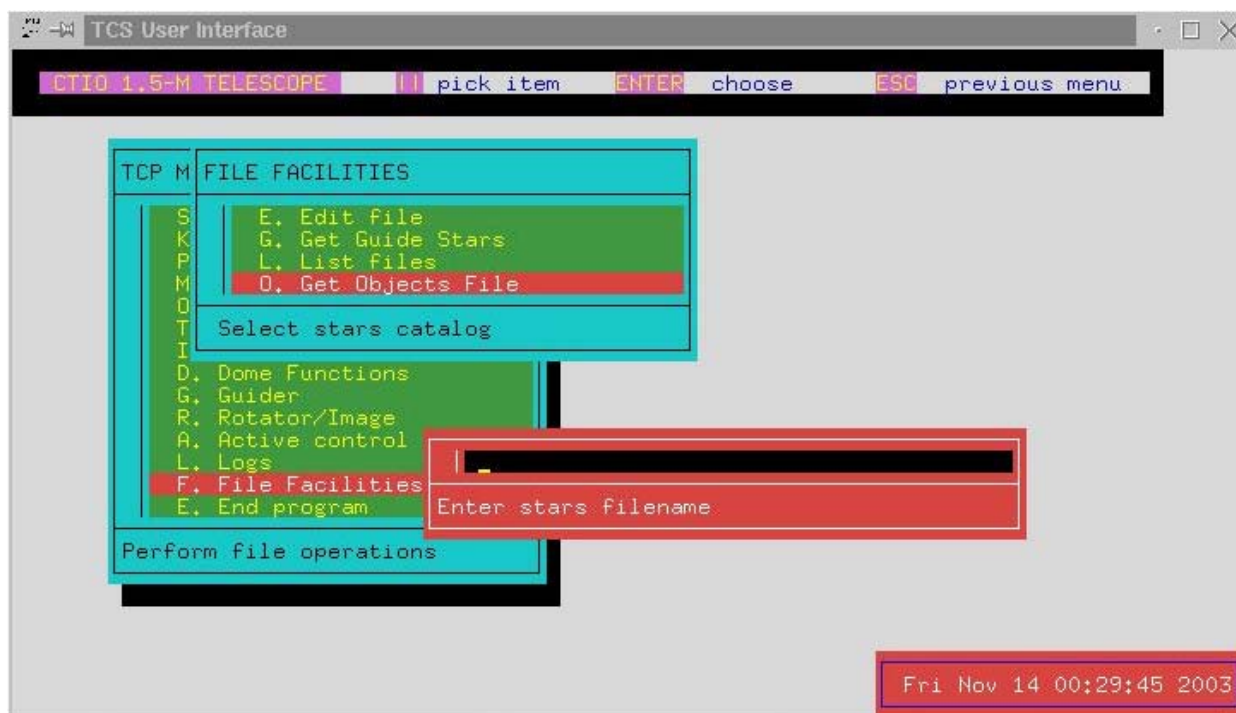 TCS User Interface
CTIO 1.5-M TELESCOPE || pick item ENTER choose ESC previous menu
TCP M
FILE FACILITIES
E. Edit file
G. Get Guide Stars
L. List files
O. Get Objects File
Select stars catalog
S
K
P
M
O
T
I
D. Dome Functions
G. Guider
R. Rotator/Image
A. Active control
L. Logs
F. File Facilities
E. End program
Perform file operations
Enter stars filename
Fri Nov 14 00:29:45 2003